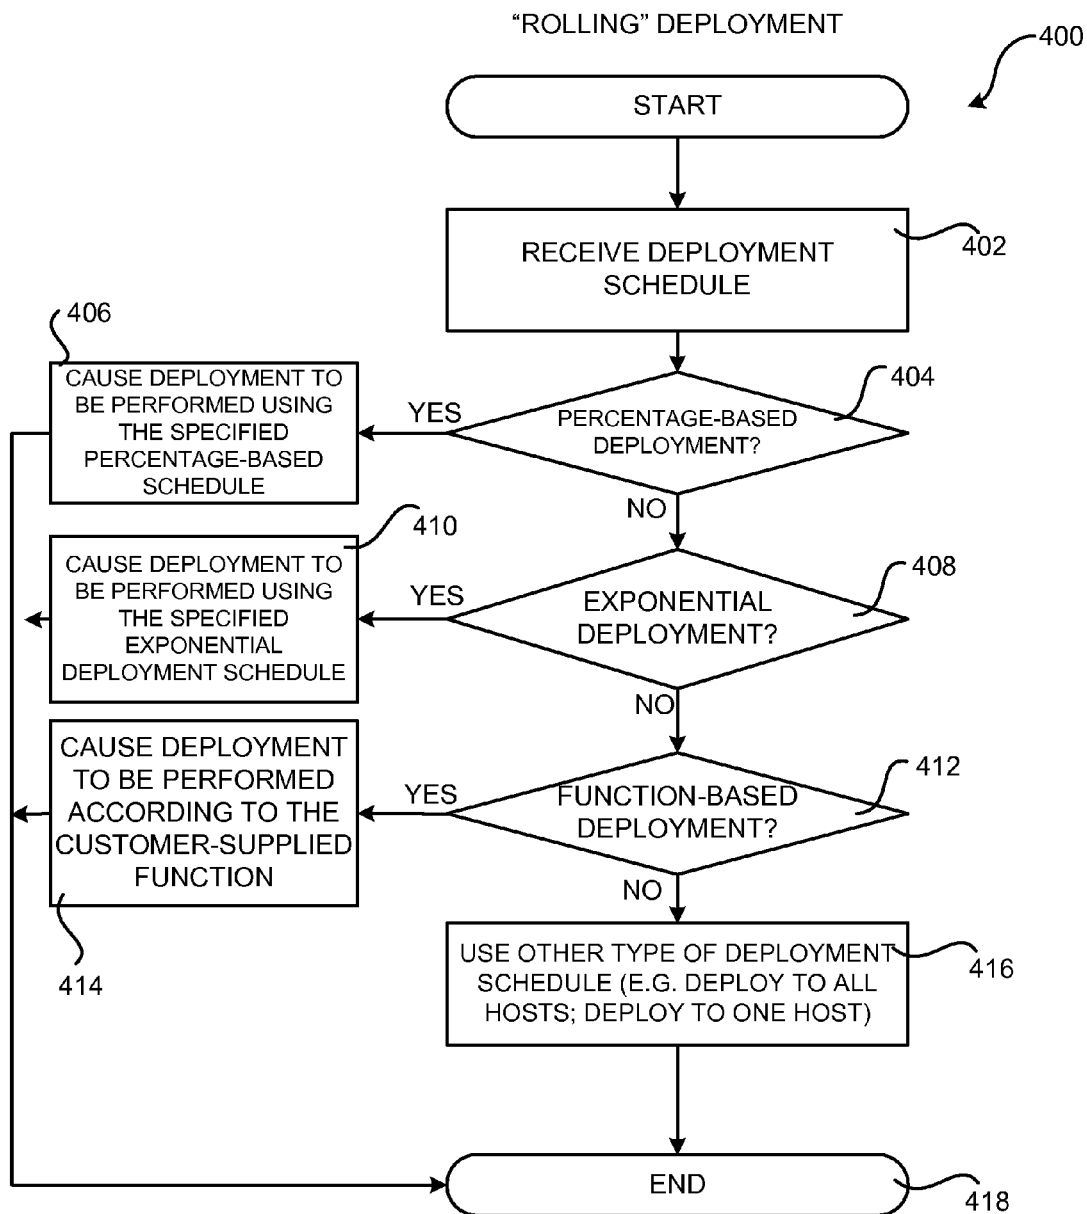 “ROLLING” DEPLOYMENT
400
START
RECEIVE DEPLOYMENT
SCHEDULE
402
406
CAUSE DEPLOYMENT TO
BE PERFORMED USING
THE SPECIFIED
PERCENTAGE-BASED
SCHEDULE
YES
PERCENTAGE-BASED
DEPLOYMENT?
404
NO
410
CAUSE DEPLOYMENT TO
BE PERFORMED USING
THE SPECIFIED
EXPONENTIAL
DEPLOYMENT SCHEDULE
YES
EXPONENTIAL
DEPLOYMENT?
408
NO
CAUSE DEPLOYMENT
TO BE PERFORMED
ACCORDING TO THE
CUSTOMER-SUPPLIED
FUNCTION
414
YES
FUNCTION-BASED
DEPLOYMENT?
412
NO
USE OTHER TYPE OF DEPLOYMENT
SCHEDULE (E.G. DEPLOY TO ALL
HOSTS; DEPLOY TO ONE HOST)
416
END
418